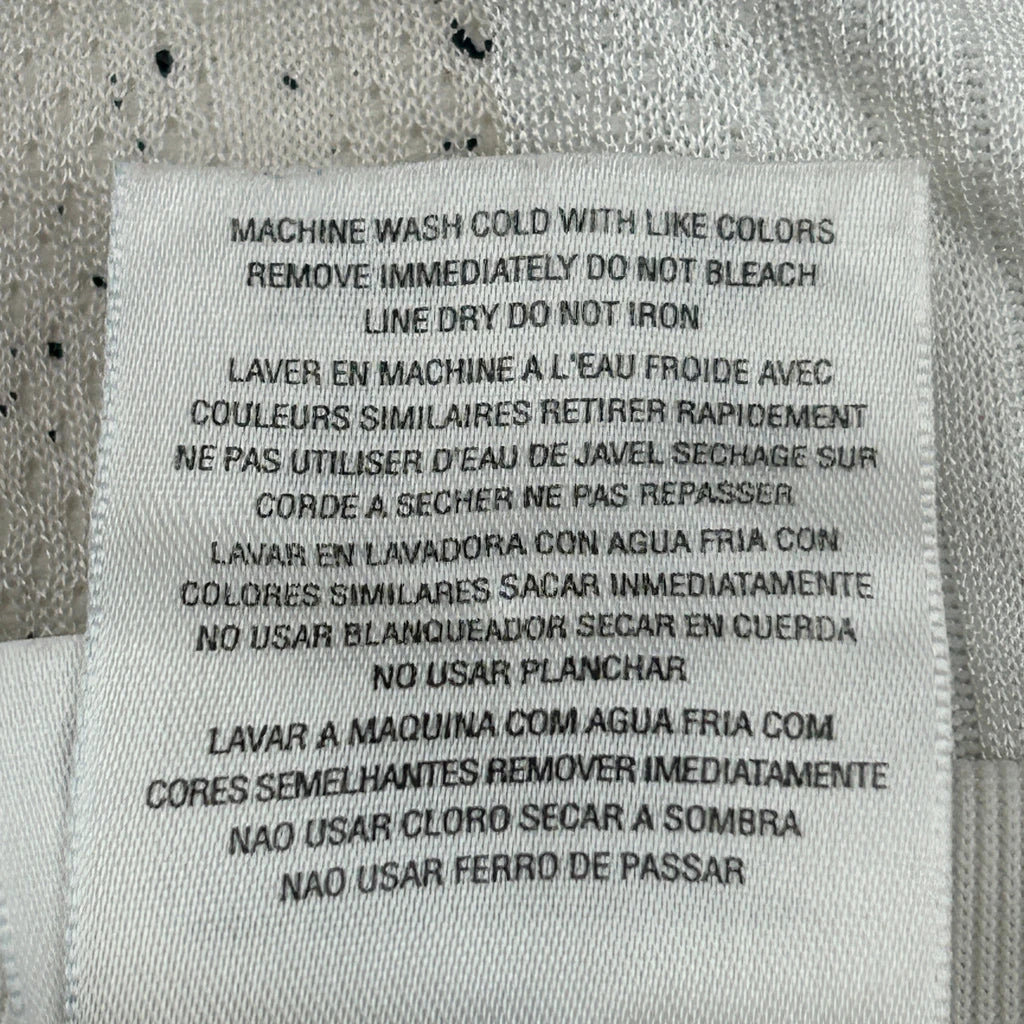 MACHINE WASH COLD WITH LIKE COLORS
REMOVE IMMEDIATELY DO NOT BLEACH
LINE DRY DO NOT IRON
LAVER EN MACHINE A L'EAU FROIDE AVEC
COULEURS SIMILAIRES RETIRER RAPIDEMENT
NE PAS UTILISER D'EAU DE JAVEL SECHAGE SUR
CORDE A SECHER NE PAS REPASSER
LAVAR EN LAVADORA CON AGUA FRIA CON
COLORES SIMILARES SACAR INMEDIATAMENTE
NO USAR BLANQUEADOR SECAR EN CUERDA
NO USAR PLANCHAR
LAVAR A MAQUINA COM AGUA FRIA COM
CORES SEMELHANTES REMOVER IMEDIATAMENTE
NAO USAR CLORO SECAR A SOMBRA
NAO USAR FERRO DE PASSAR